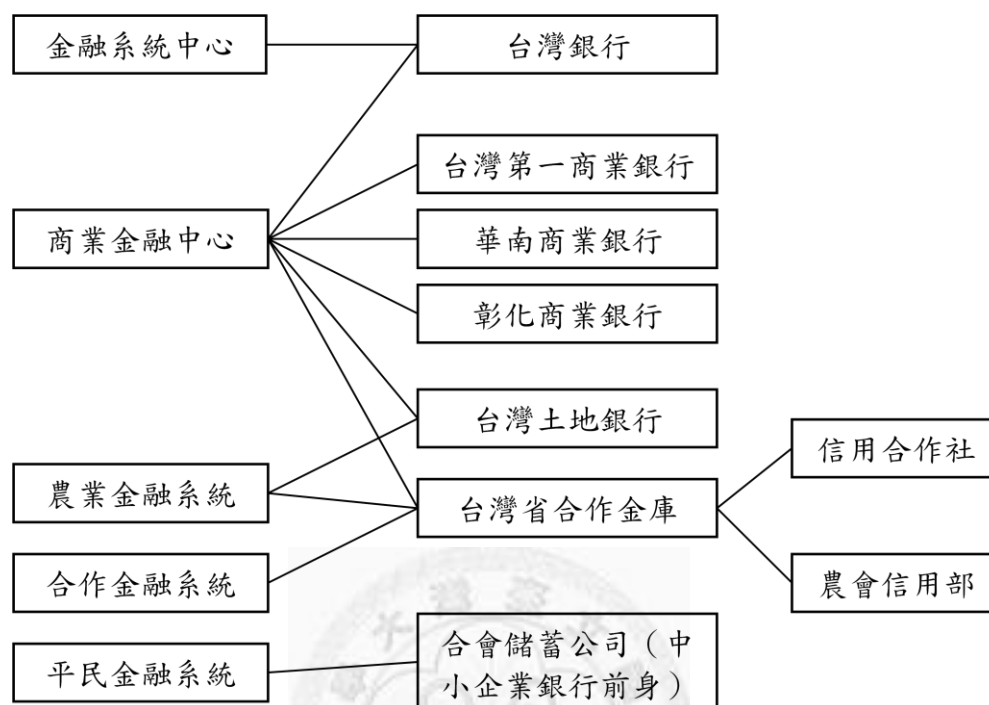 金融系統中心
台灣銀行
台灣第一商業銀行
商業金融中心
華南商業銀行
彰化商業銀行
台灣土地銀行
信用合作社
農業金融系統
台灣省合作金庫
合作金融系統
農會信用部
平民金融系統
合會儲蓄公司（中
小企業銀行前身）